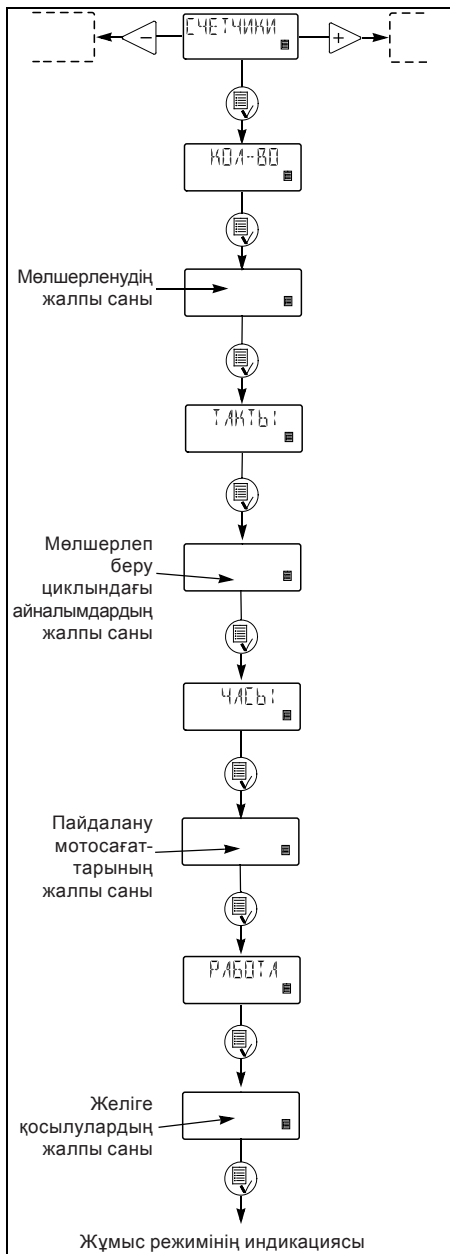 СЧЕТЧИКИ
−
+
КОЛ-ВО
Мөлшерленудің
жалпы саны
ТАКТЫ
Мөлшерлеп
беру
циклындағы
айналымдардың
жалпы саны
ЧАСЫ
Пайдалану
мотосағат-
тарының
жалпы саны
РАБОТА
Желіге
қосылулардың
жалпы саны
Жұмыс режимінің индикациясы